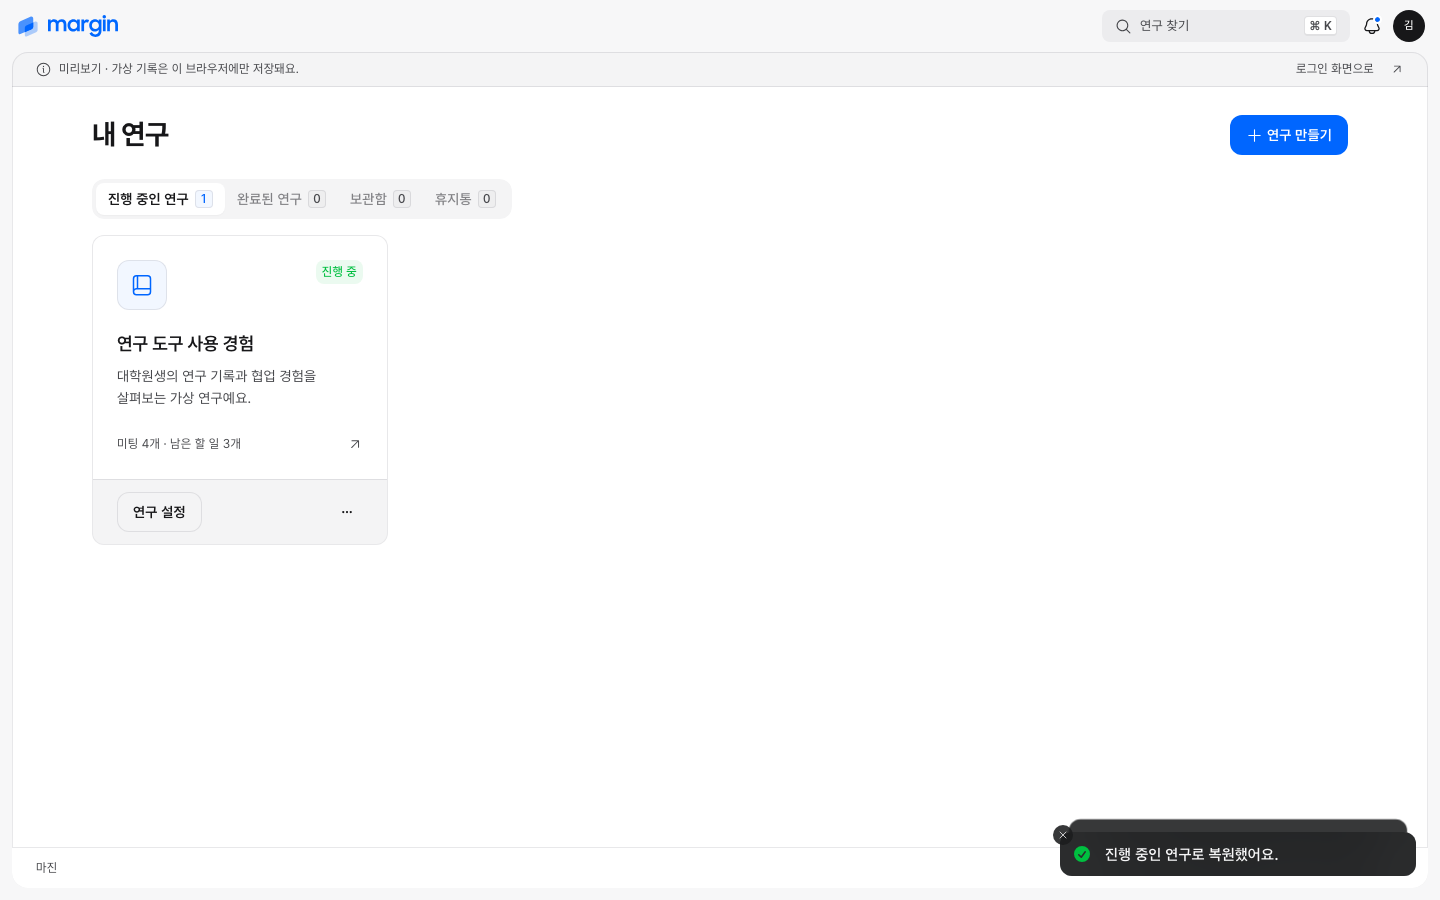 margin
연구 찾기
⌘ K
김
미리보기 · 가상 기록은 이 브라우저에만 저장돼요.
로그인 화면으로
내 연구
연구 만들기
진행 중인 연구 1
완료된 연구 0
보관함 0
휴지통 0
진행 중
연구 도구 사용 경험
대학원생의 연구 기록과 협업 경험을
살펴보는 가상 연구예요.
미팅 4개 · 남은 할 일 3개
연구 설정
마진
진행 중인 연구로 복원했어요.